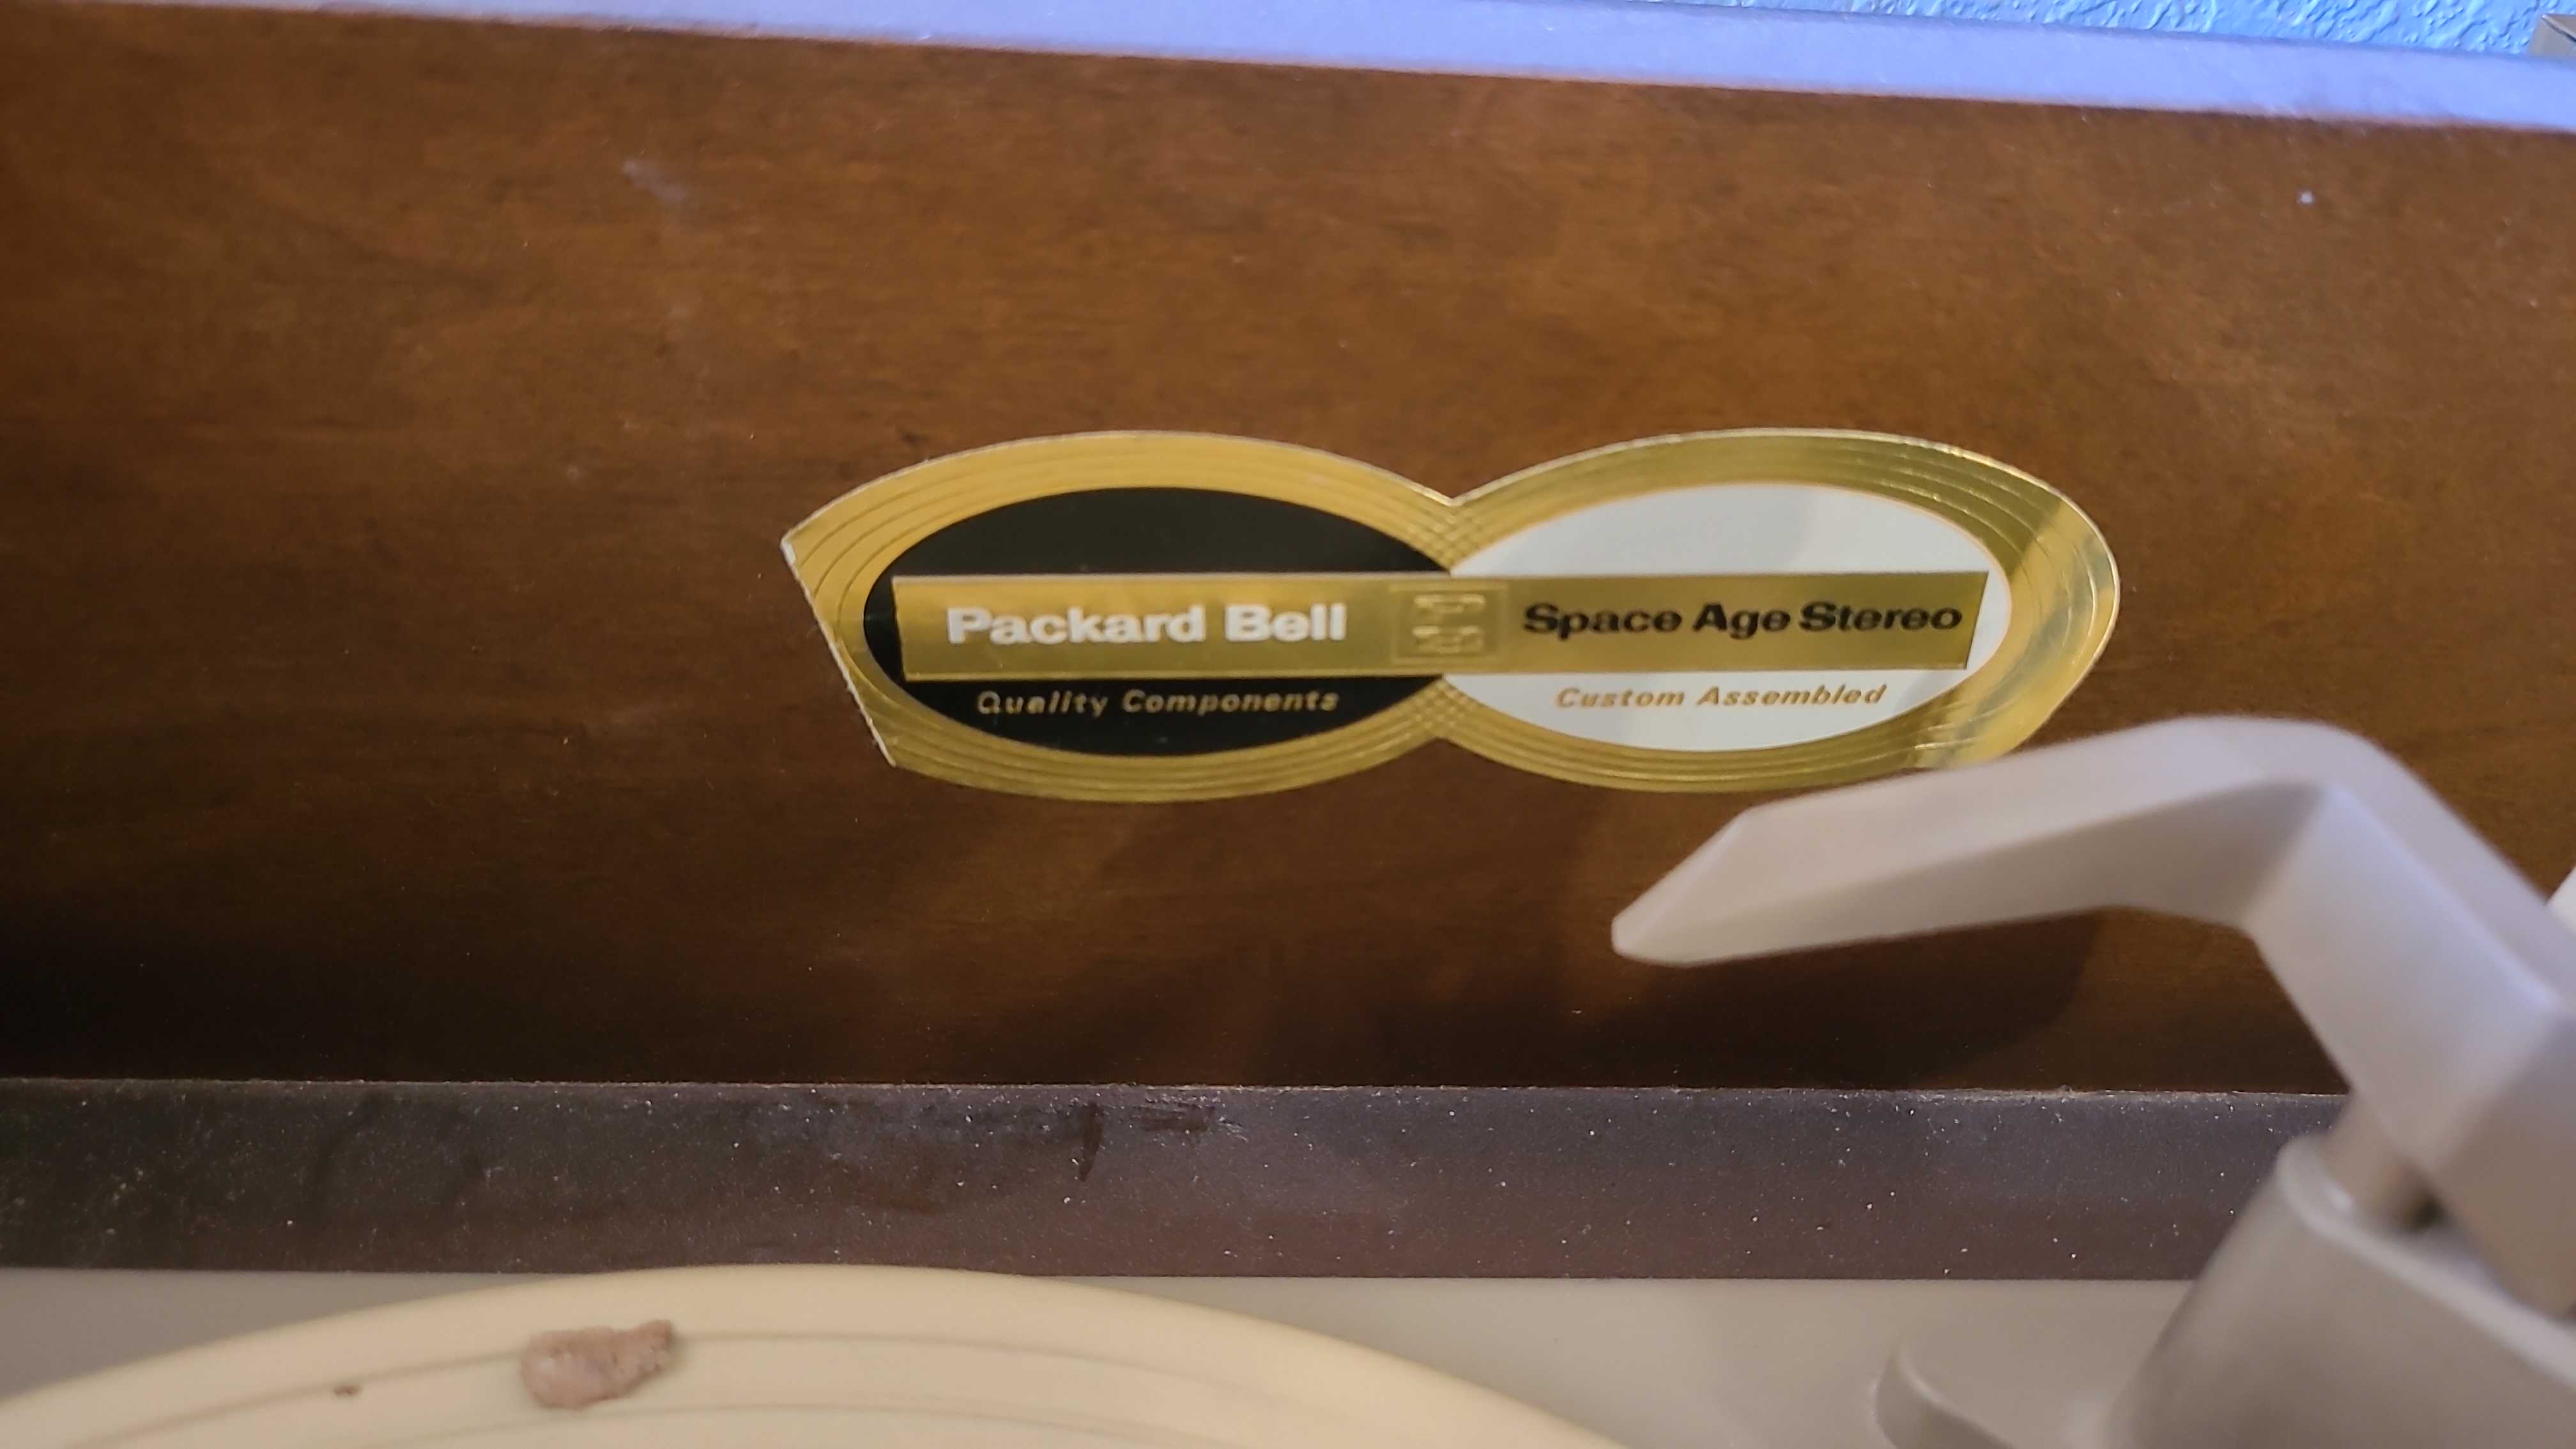 Packard Bell Space Age Stereo
Quality Components Custom Assembled